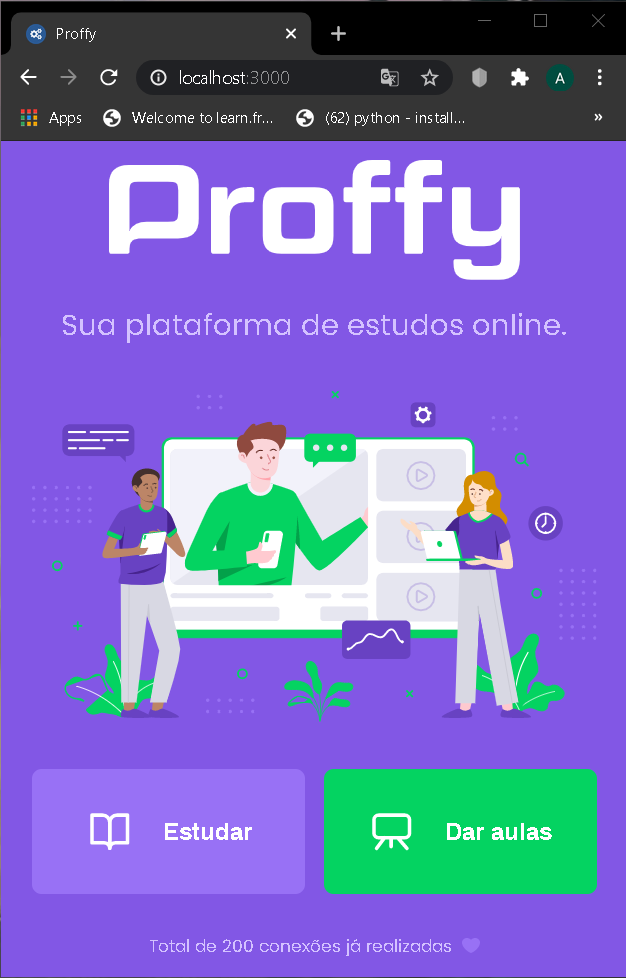 Proffy
localhost:3000
A
Apps
Welcome to learn.fr...
(62) python - install...
»
Proffy
Sua plataforma de estudos online.
Estudar
Dar aulas
Total de 200 conexões já realizadas